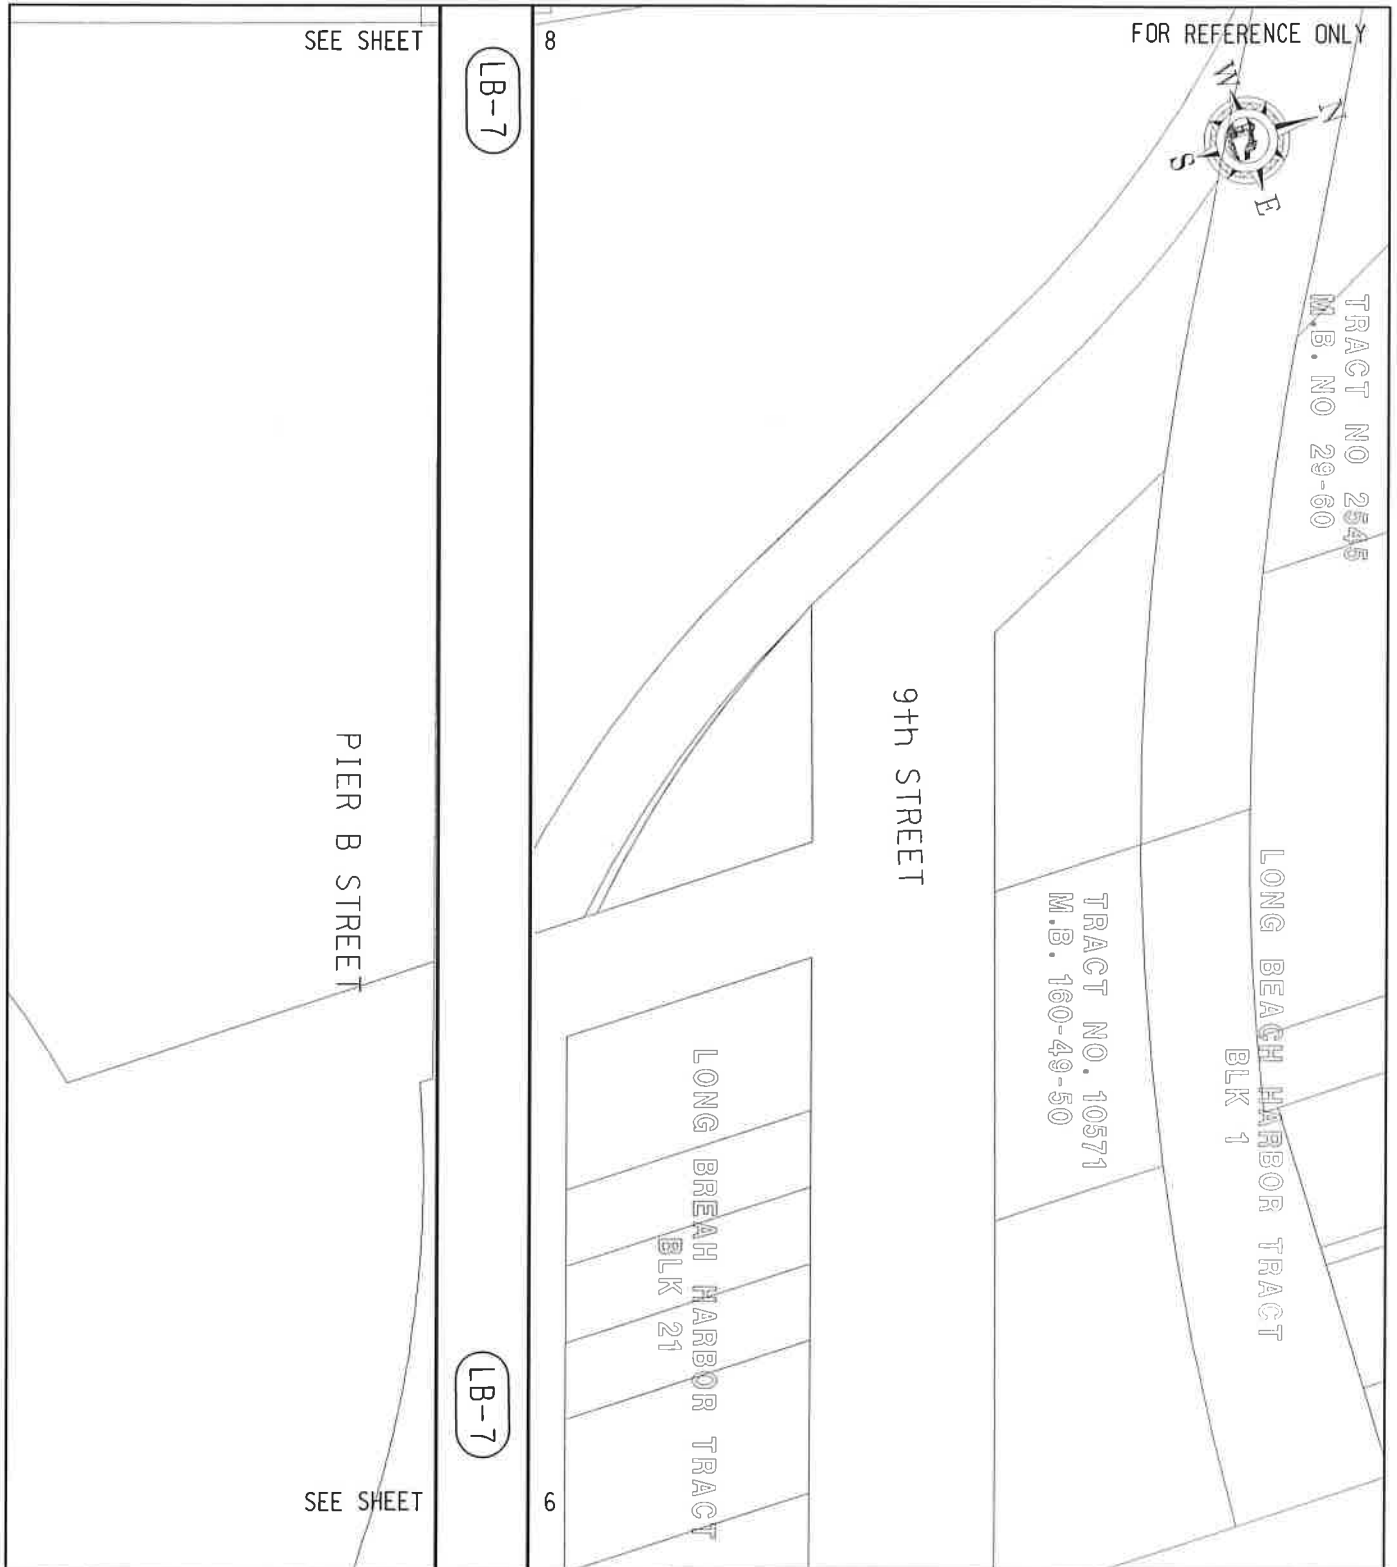 SEE SHEET 8
FOR REFERENCE ONLY
LB-7
W
N
S
E
TRACT NO 2545
M.B. NO 29-60
9th STREET
PIER B STREET
LONG BEACH HARBOR TRACT
BLK 1
TRACT NO. 10571
M.B. 160-49-50
LONG BREAH HARBOR TRACT
BLK 21
LB-7
SEE SHEET 6